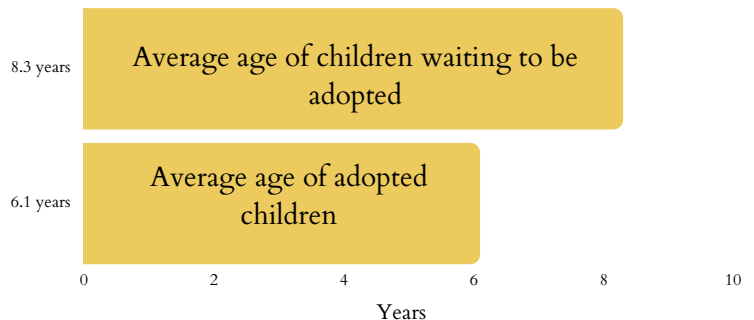 8.3 years
Average age of children waiting to be
adopted
6.1 years
Average age of adopted
children
0 2 4 6 8 10
Years